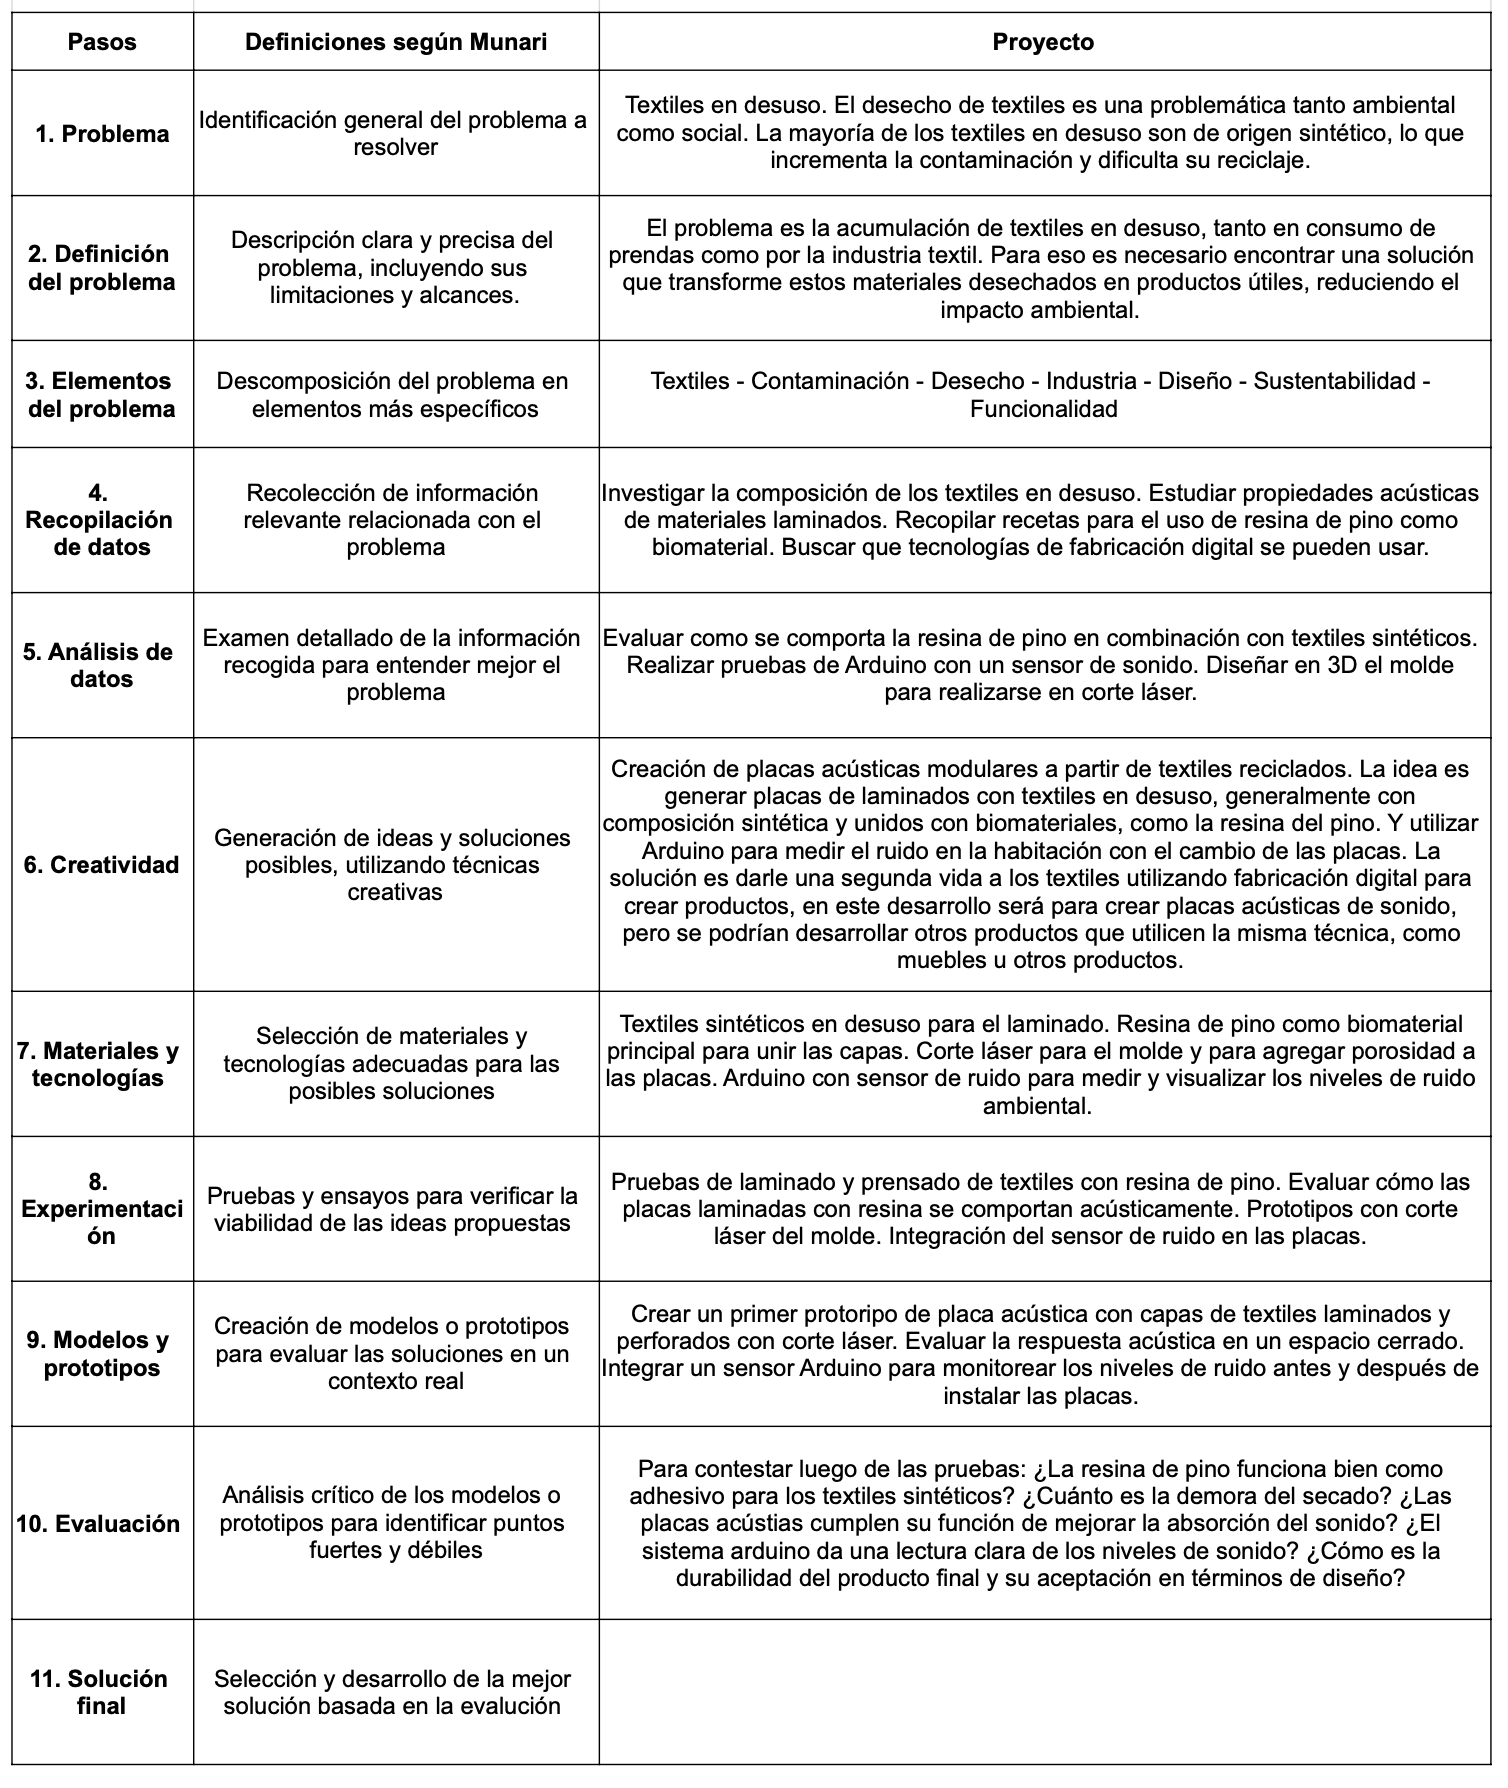 Pasos
Definiciones según Munari
Proyecto
1. Problema
Identificación general del problema a
resolver
Textiles en desuso. El desecho de textiles es una problemática tanto ambiental
como social. La mayoría de los textiles en desuso son de origen sintético, lo que
incrementa la contaminación y dificulta su reciclaje.
2. Definición
del problema
Descripción clara y precisa del
problema, incluyendo sus
limitaciones y alcances.
El problema es la acumulación de textiles en desuso, tanto en consumo de
prendas como por la industria textil. Para eso es necesario encontrar una solución
que transforme estos materiales desechados en productos útiles, reduciendo el
impacto ambiental.
3. Elementos
del problema
Descomposición del problema en
elementos más específicos
Textiles - Contaminación - Desecho - Industria - Diseño - Sustentabilidad -
Funcionalidad
4.
Recopilación
de datos
Recolección de información
relevante relacionada con el
problema
Investigar la composición de los textiles en desuso. Estudiar propiedades acústicas
de materiales laminados. Recopilar recetas para el uso de resina de pino como
biomaterial. Buscar que tecnologías de fabricación digital se pueden usar.
5. Análisis de
datos
Examen detallado de la información
recogida para entender mejor el
problema
Evaluar como se comporta la resina de pino en combinación con textiles sintéticos.
Realizar pruebas de Arduino con un sensor de sonido. Diseñar en 3D el molde
para realizarse en corte láser.
6. Creatividad
Generación de ideas y soluciones
posibles, utilizando técnicas
creativas
Creación de placas acústicas modulares a partir de textiles reciclados. La idea es
generar placas de laminados con textiles en desuso, generalmente con
composición sintética y unidos con biomateriales, como la resina del pino. Y utilizar
Arduino para medir el ruido en la habitación con el cambio de las placas. La
solución es darle una segunda vida a los textiles utilizando fabricación digital para
crear productos, en este desarrollo será para crear placas acústicas de sonido,
pero se podrían desarrollar otros productos que utilicen la misma técnica, como
muebles u otros productos.
7. Materiales y
tecnologías
Selección de materiales y
tecnologías adecuadas para las
posibles soluciones
Textiles sintéticos en desuso para el laminado. Resina de pino como biomaterial
principal para unir las capas. Corte láser para el molde y para agregar porosidad a
las placas. Arduino con sensor de ruido para medir y visualizar los niveles de ruido
ambiental.
8.
Experimentaci
ón
Pruebas y ensayos para verificar la
viabilidad de las ideas propuestas
Pruebas de laminado y prensado de textiles con resina de pino. Evaluar cómo las
placas laminadas con resina se comportan acústicamente. Prototipos con corte
láser del molde. Integración del sensor de ruido en las placas.
9. Modelos y
prototipos
Creación de modelos o prototipos
para evaluar las soluciones en un
contexto real
Crear un primer protoripo de placa acústica con capas de textiles laminados y
perforados con corte láser. Evaluar la respuesta acústica en un espacio cerrado.
Integrar un sensor Arduino para monitorear los niveles de ruido antes y después de
instalar las placas.
10. Evaluación
Análisis crítico de los modelos o
prototipos para identificar puntos
fuertes y débiles
Para contestar luego de las pruebas: ¿La resina de pino funciona bien como
adhesivo para los textiles sintéticos? ¿Cuánto es la demora del secado? ¿Las
placas acústias cumplen su función de mejorar la absorción del sonido? ¿El
sistema arduino da una lectura clara de los niveles de sonido? ¿Cómo es la
durabilidad del producto final y su aceptación en términos de diseño?
11. Solución
final
Selección y desarrollo de la mejor
solución basada en la evalución